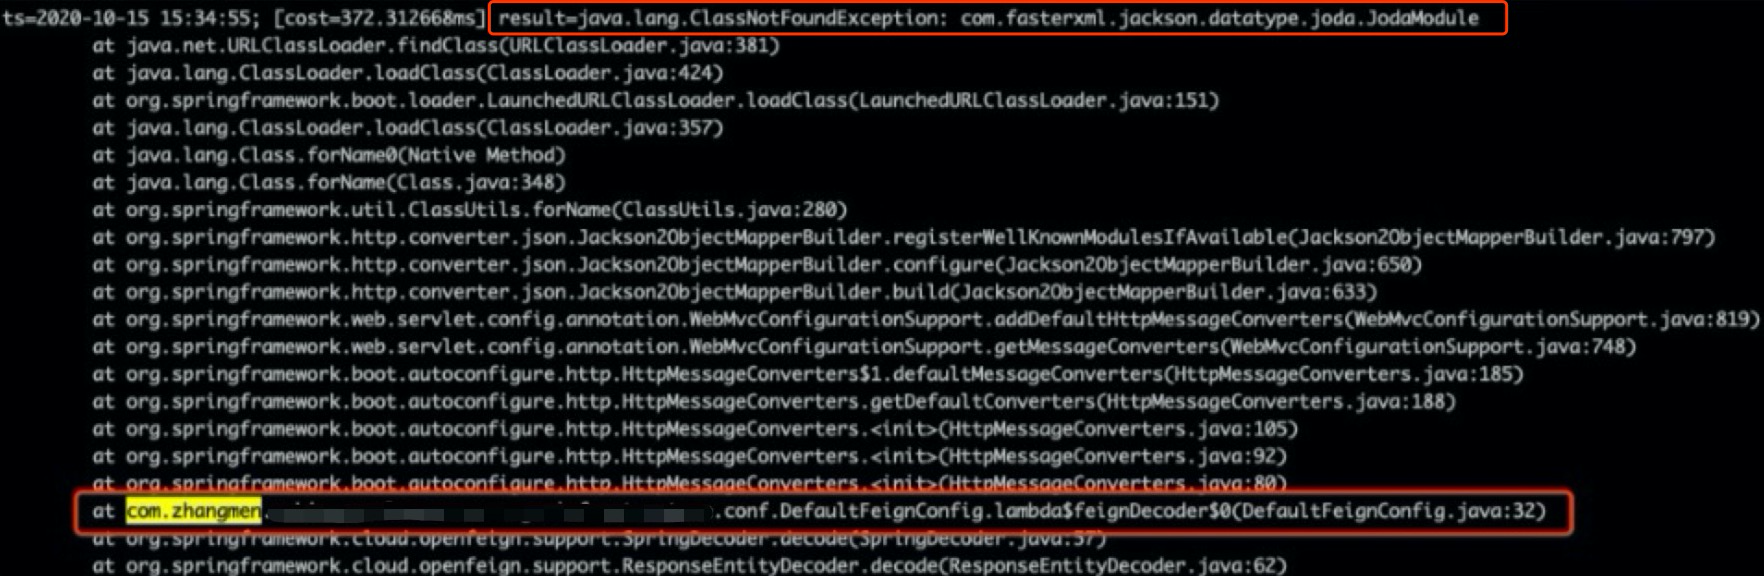 ts=2020-10-15 15:34:55; [cost=372.312668ms] result=java.lang.ClassNotFoundException: com.fasterxml.jackson.datatype.joda.JodaModule
at java.net.URLClassLoader.findClass(URLClassLoader.java:381)
at java.lang.ClassLoader.loadClass(ClassLoader.java:424)
at org.springframework.boot.loader.LaunchedURLClassLoader.loadClass(LaunchedURLClassLoader.java:151)
at java.lang.ClassLoader.loadClass(ClassLoader.java:357)
at java.lang.Class.forName0(Native Method)
at java.lang.Class.forName(Class.java:348)
at org.springframework.util.ClassUtils.forName(ClassUtils.java:280)
at org.springframework.http.converter.json.Jackson2ObjectMapperBuilder.registerWellKnownModulesIfAvailable(Jackson2ObjectMapperBuilder.java:797)
at org.springframework.http.converter.json.Jackson2ObjectMapperBuilder.configure(Jackson2ObjectMapperBuilder.java:650)
at org.springframework.http.converter.json.Jackson2ObjectMapperBuilder.build(Jackson2ObjectMapperBuilder.java:633)
at org.springframework.web.servlet.config.annotation.WebMvcConfigurationSupport.addDefaultHttpMessageConverters(WebMvcConfigurationSupport.java:819)
at org.springframework.web.servlet.config.annotation.WebMvcConfigurationSupport.getMessageConverters(WebMvcConfigurationSupport.java:748)
at org.springframework.boot.autoconfigure.http.HttpMessageConverters$1.defaultMessageConverters(HttpMessageConverters.java:185)
at org.springframework.boot.autoconfigure.http.HttpMessageConverters.getDefaultConverters(HttpMessageConverters.java:188)
at org.springframework.boot.autoconfigure.http.HttpMessageConverters.<init>(HttpMessageConverters.java:105)
at org.springframework.boot.autoconfigure.http.HttpMessageConverters.<init>(HttpMessageConverters.java:92)
at org.springframework.boot.autoconfigure.http.HttpMessageConverters.<init>(HttpMessageConverters.java:80)
at com.zhangmen. .conf.DefaultFeignConfig.lambda$feignDecoder$0(DefaultFeignConfig.java:32)
at org.springframework.cloud.openfeign.support.SpringDecoder.decode(SpringDecoder.java:57)
at org.springframework.cloud.openfeign.support.ResponseEntityDecoder.decode(ResponseEntityDecoder.java:62)